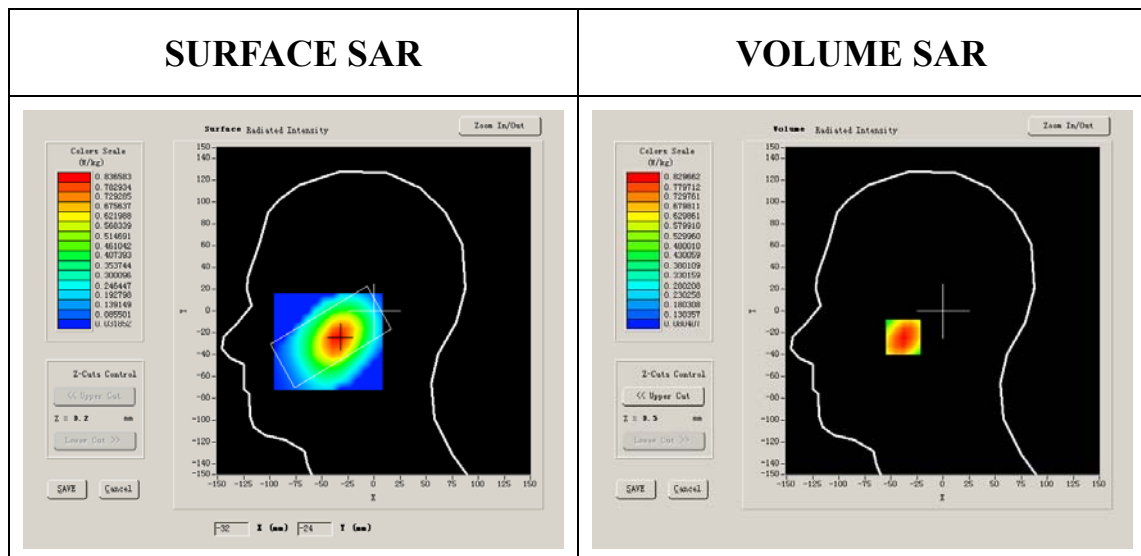 SURFACE SAR
VOLUME SAR
Surface Radiated Intensity
Zoom In/Out
Colors Scale
(W/kg)
0.836583
0.782934
0.729285
0.675637
0.621988
0.568339
0.514691
0.461042
0.407393
0.353744
0.300096
0.246447
0.192798
0.139149
0.085501
0.031852
Z-Cuts Control
<< Upper Cut
Lower Cut >>
SAVE
Cancel
150
140
120
100
80
60
40
20
0
-20
-40
-60
-80
-100
-120
-140
-150
Y
-150 -125 -100 -75 -50 -25 0 25 50 75 100 125 150
X
-32 X (mm) -24 Y (mm)
Volume Radiated Intensity
Zoom In/Out
Colors Scale
(W/kg)
0.829662
0.779712
0.729761
0.679811
0.629861
0.579910
0.529960
0.480010
0.430059
0.380109
0.330159
0.280208
0.230258
0.180308
0.130357
0.080407
Z-Cuts Control
<< Upper Cut
Lower Cut >>
SAVE
Cancel
150
140
120
100
80
60
40
20
0
-20
-40
-60
-80
-100
-120
-140
-150
Y
-150 -125 -100 -75 -50 -25 0 25 50 75 100 125 150
X